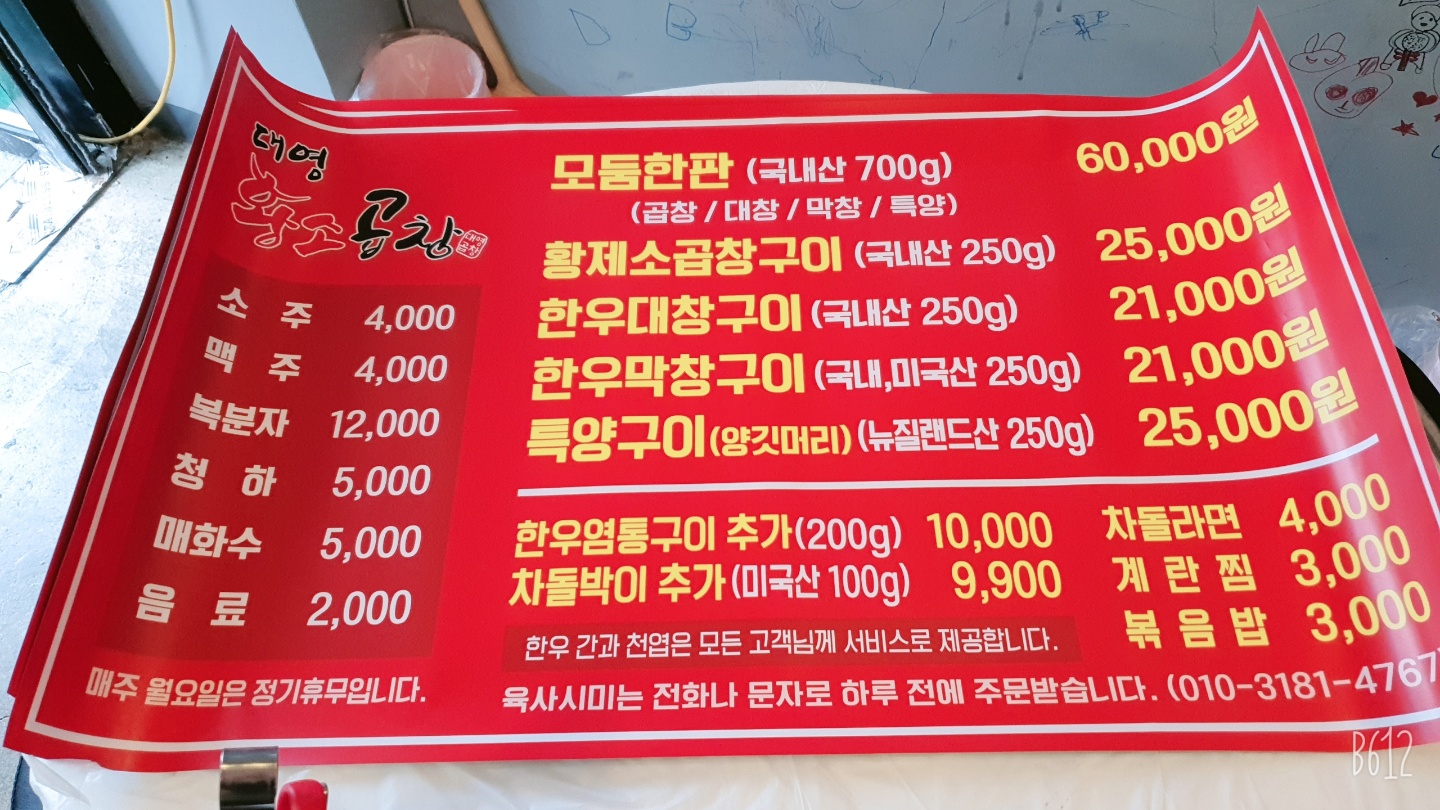 대영
황소곱창
대영
곱창
소 주 4,000
맥 주 4,000
복분자 12,000
청 하 5,000
매화수 5,000
음 료 2,000
매주 월요일은 정기휴무입니다.
모둠한판 (국내산 700g) 60,000원
(곱창 / 대창 / 막창 / 특양)
황제소곱창구이 (국내산 250g) 25,000원
한우대창구이 (국내산 250g) 21,000원
한우막창구이 (국내,미국산 250g) 21,000원
특양구이(양깃머리) (뉴질랜드산 250g) 25,000원
한우염통구이 추가(200g) 10,000
차돌박이 추가 (미국산 100g) 9,900
차돌라면 4,000
계 란 찜 3,000
볶 음 밥 3,000
한우 간과 천엽은 모든 고객님께 서비스로 제공합니다.
육사시미는 전화나 문자로 하루 전에 주문받습니다. (010-3181-4767)
B612